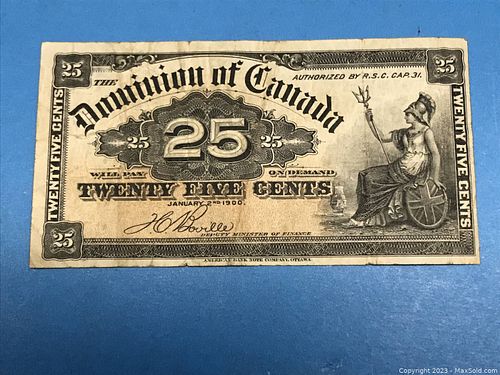 25
25
THE
Dominion of Canada
AUTHORIZED BY R.S.C. CAP. 31.
TWENTY FIVE CENTS
25
25
25
TWENTY FIVE CENTS
WILL PAY
ON DEMAND
TWENTY FIVE CENTS
JANUARY 2ND 1900.
Boville
DEPUTY MINISTER OF FINANCE
25
25
AMERICAN BANK NOTE COMPANY, OTTAWA.
Copyright 2023 - MaxSold.com